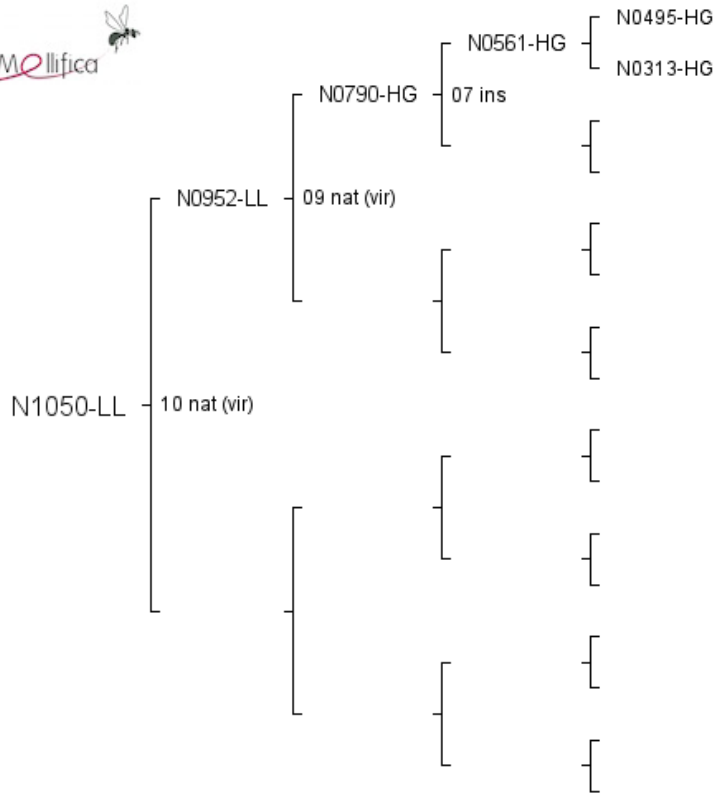 Mellifica
N0495-HG
N0561-HG
N0313-HG
N0790-HG 07 ins
N0952-LL 09 nat (vir)
N1050-LL 10 nat (vir)